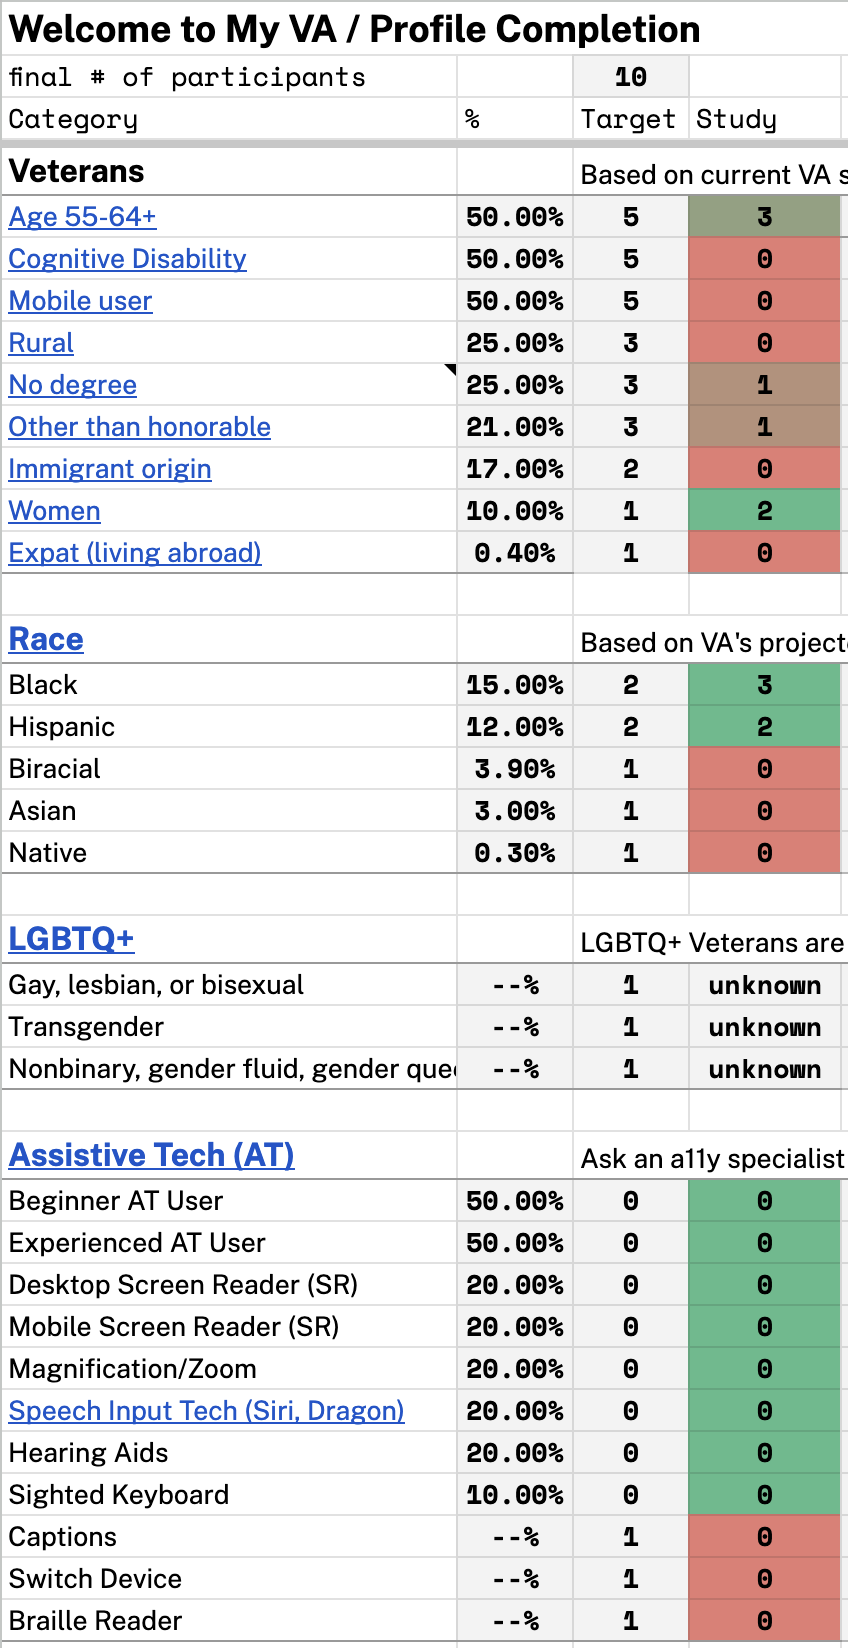 Welcome to My VA / Profile Completion
final # of participants 10
Category % Target Study
Veterans Based on current VA s
Age 55-64+ 50.00% 5 3
Cognitive Disability 50.00% 5 0
Mobile user 50.00% 5 0
Rural 25.00% 3 0
No degree 25.00% 3 1
Other than honorable 21.00% 3 1
Immigrant origin 17.00% 2 0
Women 10.00% 1 2
Expat (living abroad) 0.40% 1 0
Race Based on VA's project
Black 15.00% 2 3
Hispanic 12.00% 2 2
Biracial 3.90% 1 0
Asian 3.00% 1 0
Native 0.30% 1 0
LGBTQ+ LGBTQ+ Veterans are
Gay, lesbian, or bisexual --% 1 unknown
Transgender --% 1 unknown
Nonbinary, gender fluid, gender quee --% 1 unknown
Assistive Tech (AT) Ask an a11y specialist
Beginner AT User 50.00% 0 0
Experienced AT User 50.00% 0 0
Desktop Screen Reader (SR) 20.00% 0 0
Mobile Screen Reader (SR) 20.00% 0 0
Magnification/Zoom 20.00% 0 0
Speech Input Tech (Siri, Dragon) 20.00% 0 0
Hearing Aids 20.00% 0 0
Sighted Keyboard 10.00% 0 0
Captions --% 1 0
Switch Device --% 1 0
Braille Reader --% 1 0